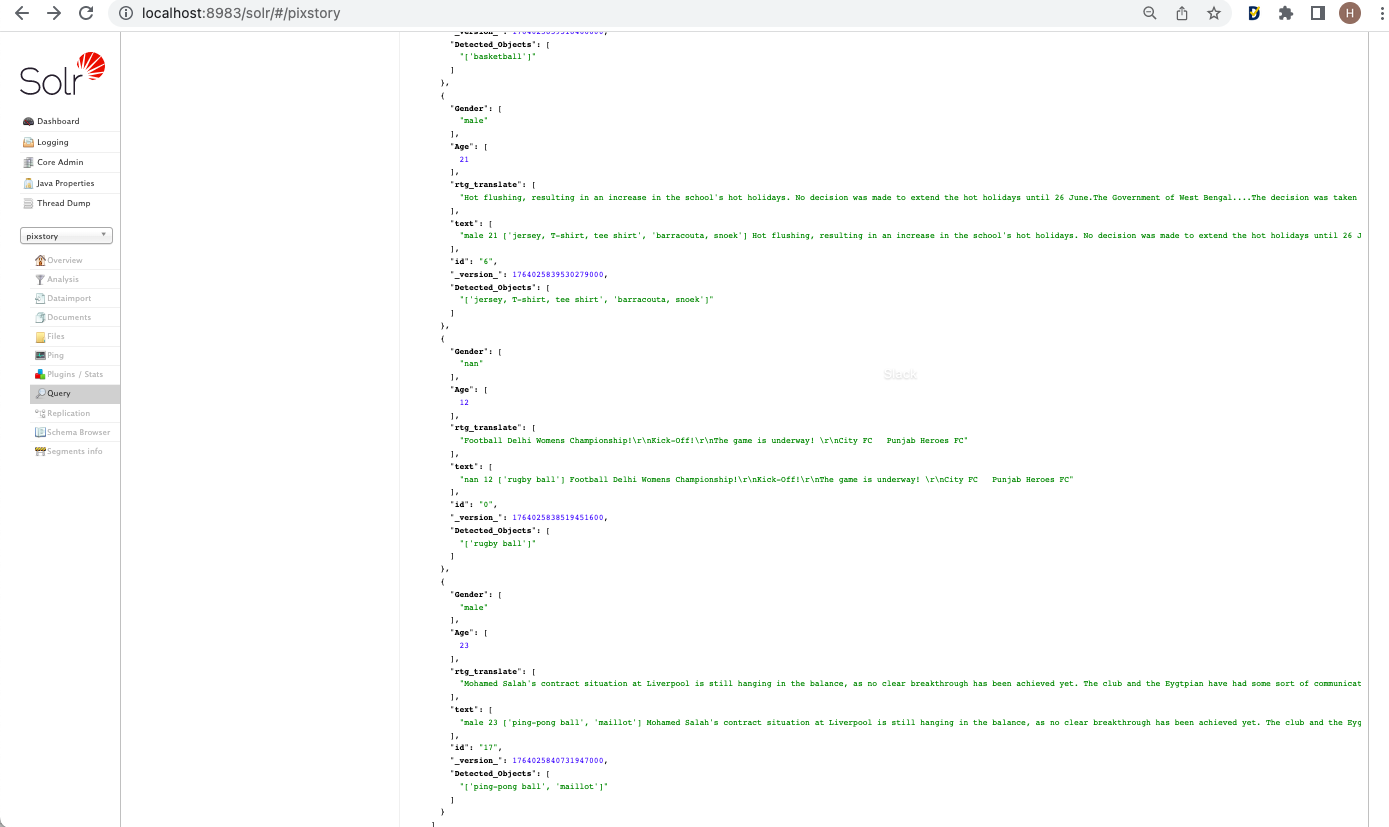 localhost:8983/solr/#/pixstory
H
Solr
Dashboard
Logging
Core Admin
Java Properties
Thread Dump
pixstory
Overview
Analysis
Dataimport
Documents
Files
Ping
Plugins / Stats
Query
Replication
Schema Browser
Segments info
"Detected_Objects": [
"['basketball']"
]
},
{
"Gender": [
"male"
],
"Age": [
21
],
"rtg_translate": [
"Hot flushing, resulting in an increase in the school's hot holidays. No decision was made to extend the hot holidays until 26 June.The Government of West Bengal....The decision was taken
],
"text": [
"male 21 ['jersey, T-shirt, tee shirt', 'barracouta, snoek'] Hot flushing, resulting in an increase in the school's hot holidays. No decision was made to extend the hot holidays until 26 J
],
"id": "6",
"_version_": 1764025839530279000,
"Detected_Objects": [
"['jersey, T-shirt, tee shirt', 'barracouta, snoek']"
]
},
{
"Gender": [
"nan"
],
"Age": [
12
],
"rtg_translate": [
"Football Delhi Womens Championship!\r\nKick-Off!\r\nThe game is underway! \r\nCity FC   Punjab Heroes FC"
],
"text": [
"nan 12 ['rugby ball'] Football Delhi Womens Championship!\r\nKick-Off!\r\nThe game is underway! \r\nCity FC   Punjab Heroes FC"
],
"id": "0",
"_version_": 1764025838519451600,
"Detected_Objects": [
"['rugby ball']"
]
},
{
"Gender": [
"male"
],
"Age": [
23
],
"rtg_translate": [
"Mohamed Salah's contract situation at Liverpool is still hanging in the balance, as no clear breakthrough has been achieved yet. The club and the Eygtpian have had some sort of communicat
],
"text": [
"male 23 ['ping-pong ball', 'maillot'] Mohamed Salah's contract situation at Liverpool is still hanging in the balance, as no clear breakthrough has been achieved yet. The club and the Eyg
],
"id": "17",
"_version_": 1764025840731947000,
"Detected_Objects": [
"['ping-pong ball', 'maillot']"
]
}
]
Slack